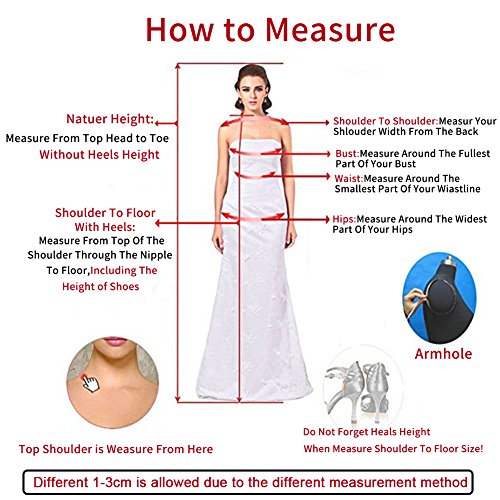 How to Measure
Natuer Height:
Measure From Top Head to Toe
Without Heels Height
Shoulder To Floor
With Heels:
Measure From Top Of The
Shoulder Through The Nipple
To Floor,Including The
Height of Shoes
Shoulder To Shoulder:Measur Your
Shlouder Width From The Back
Bust:Measure Around The Fullest
Part Of Your Bust
Waist:Measure Around The
Smallest Part Of Your Wiastline
Hips:Measure Around The Widest
Part Of Your Hips
Armhole
Top Shoulder is Weasure From Here
Do Not Forget Heals Height
When Measure Shoulder To Floor Size!
Different 1-3cm is allowed due to the different measurement method